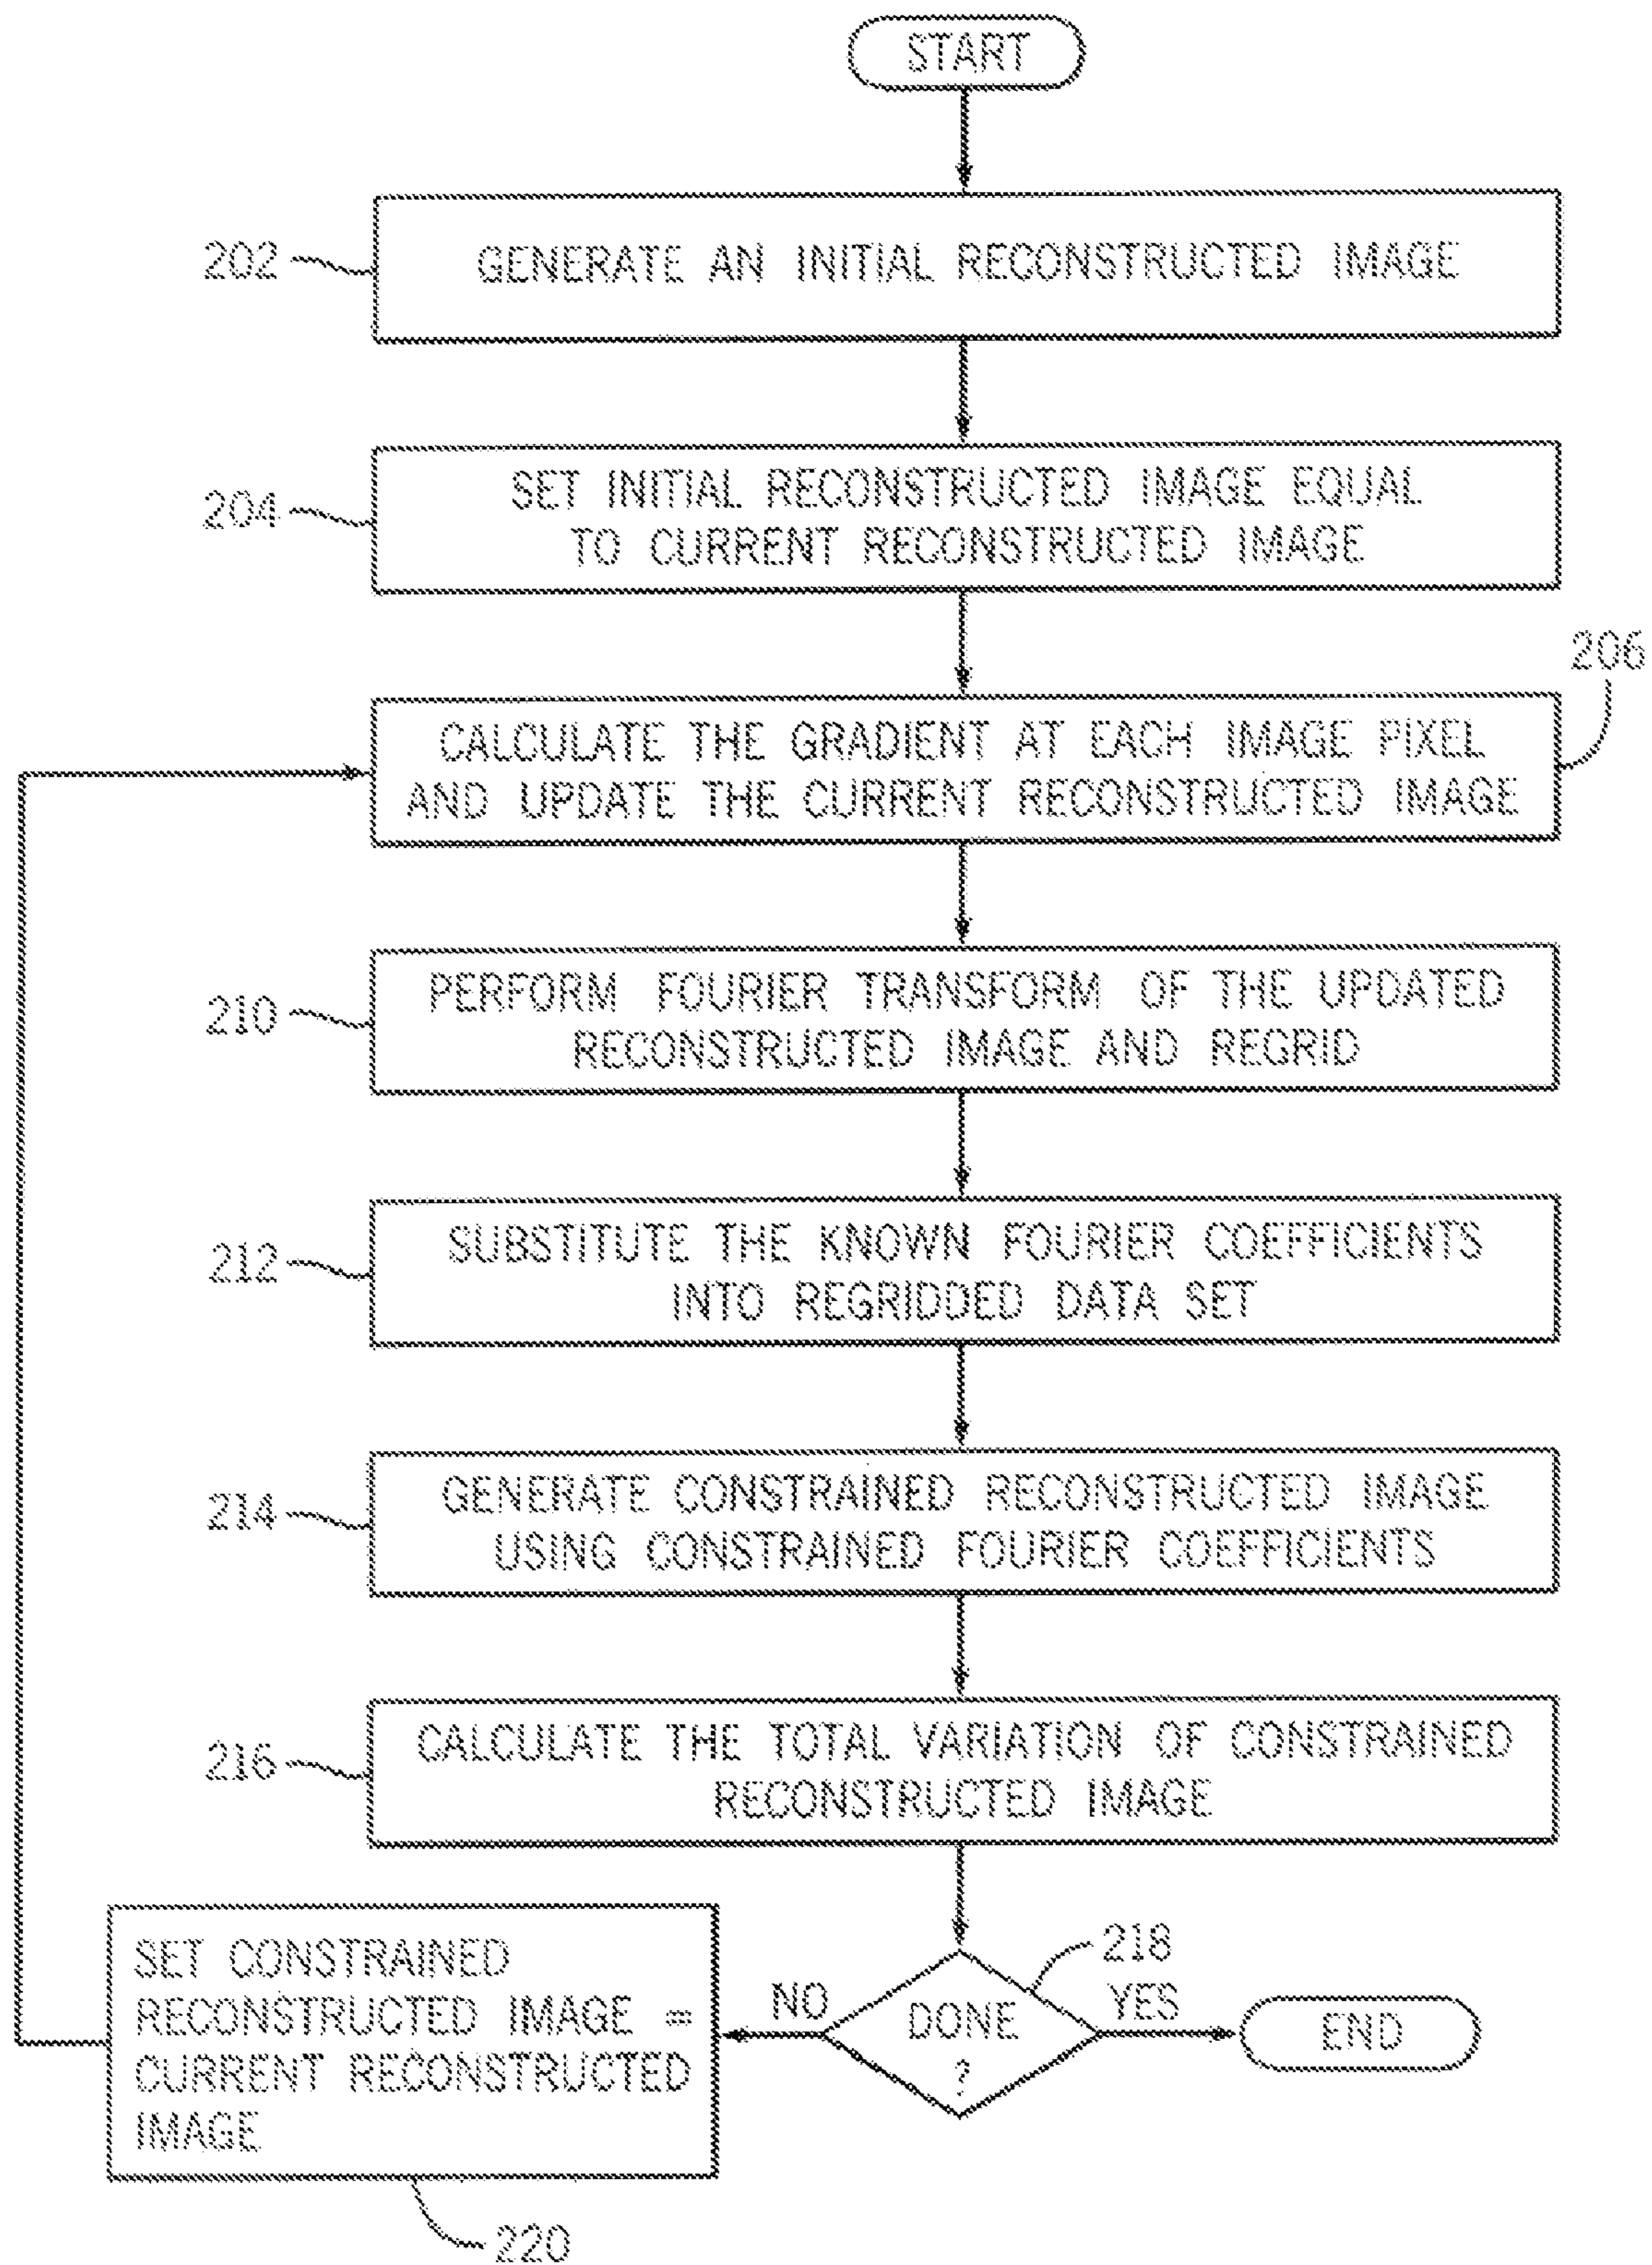 START
202
GENERATE AN INITIAL RECONSTRUCTED IMAGE
204
SET INITIAL RECONSTRUCTED IMAGE EQUAL
TO CURRENT RECONSTRUCTED IMAGE
206
CALCULATE THE GRADIENT AT EACH IMAGE PIXEL
AND UPDATE THE CURRENT RECONSTRUCTED IMAGE
210
PERFORM FOURIER TRANSFORM OF THE UPDATED
RECONSTRUCTED IMAGE AND REGRID
212
SUBSTITUTE THE KNOWN FOURIER COEFFICIENTS
INTO REGRIDDED DATA SET
214
GENERATE CONSTRAINED RECONSTRUCTED IMAGE
USING CONSTRAINED FOURIER COEFFICIENTS
216
CALCULATE THE TOTAL VARIATION OF CONSTRAINED
RECONSTRUCTED IMAGE
218
DONE
?
YES
END
NO
SET CONSTRAINED
RECONSTRUCTED IMAGE =
CURRENT RECONSTRUCTED
IMAGE
220